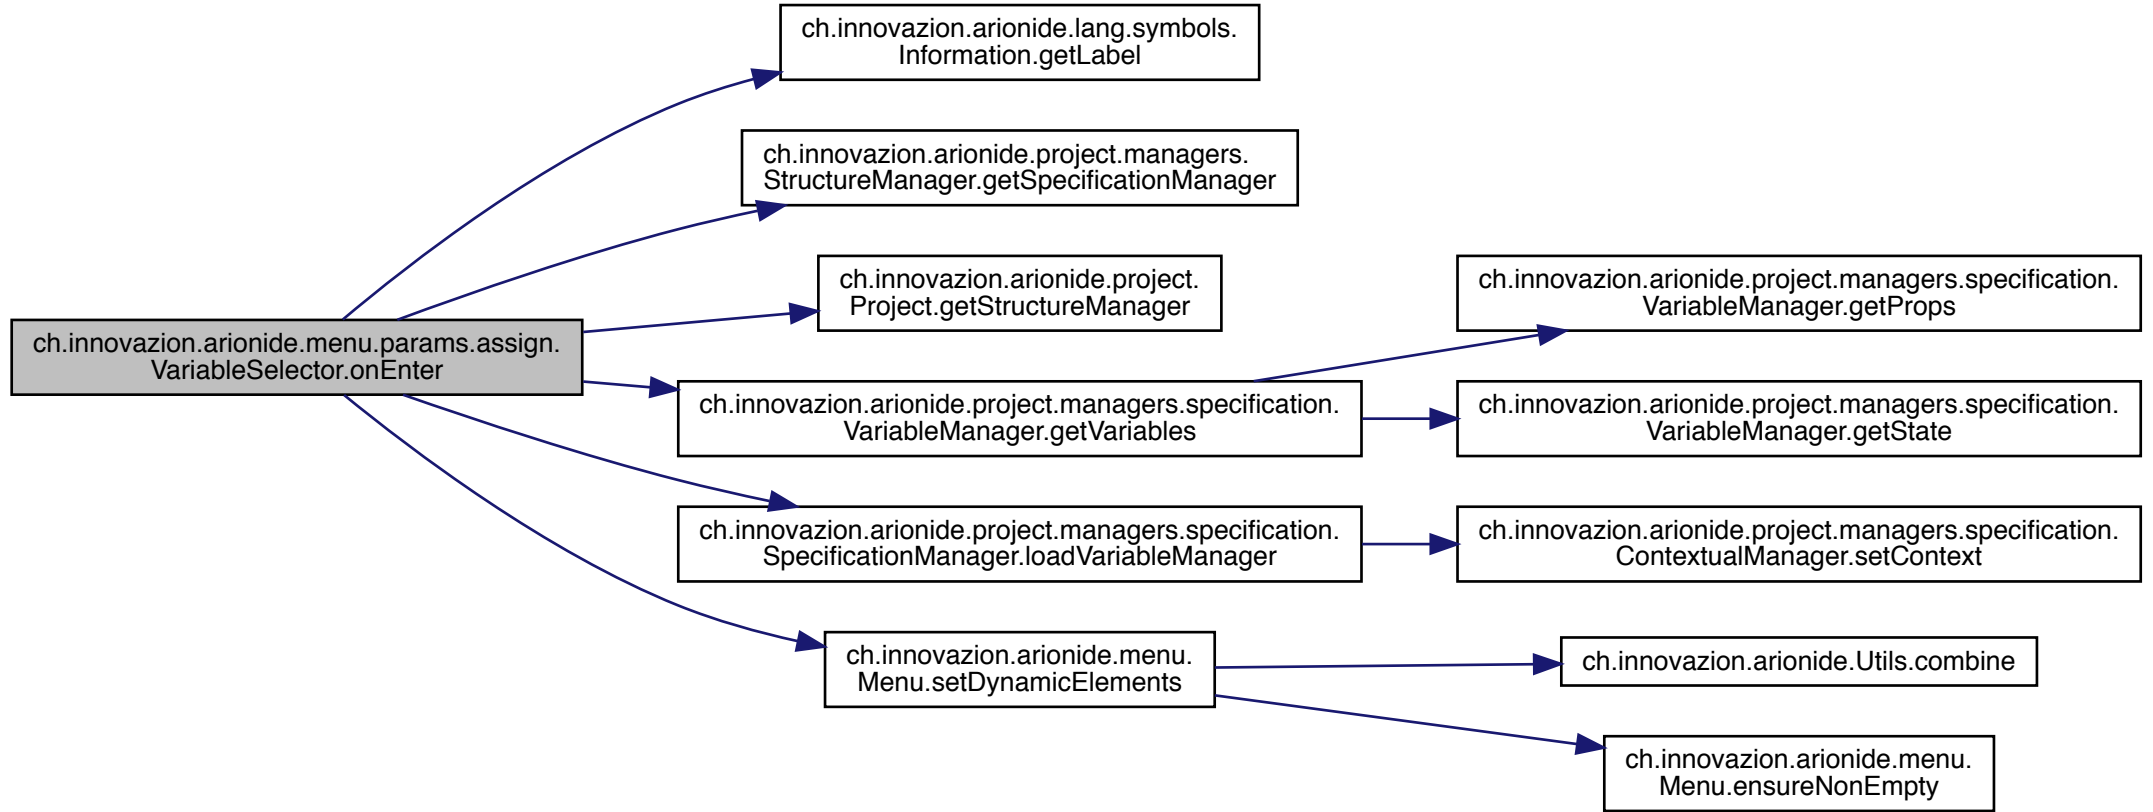 ch.innovazion.arionide.lang.symbols.
Information.getLabel
ch.innovazion.arionide.project.managers.
StructureManager.getSpecificationManager
ch.innovazion.arionide.project.
Project.getStructureManager
ch.innovazion.arionide.project.managers.specification.
VariableManager.getProps
ch.innovazion.arionide.menu.params.assign.
VariableSelector.onEnter
ch.innovazion.arionide.project.managers.specification.
VariableManager.getVariables
ch.innovazion.arionide.project.managers.specification.
VariableManager.getState
ch.innovazion.arionide.project.managers.specification.
SpecificationManager.loadVariableManager
ch.innovazion.arionide.project.managers.specification.
ContextualManager.setContext
ch.innovazion.arionide.menu.
Menu.setDynamicElements
ch.innovazion.arionide.Utils.combine
ch.innovazion.arionide.menu.
Menu.ensureNonEmpty